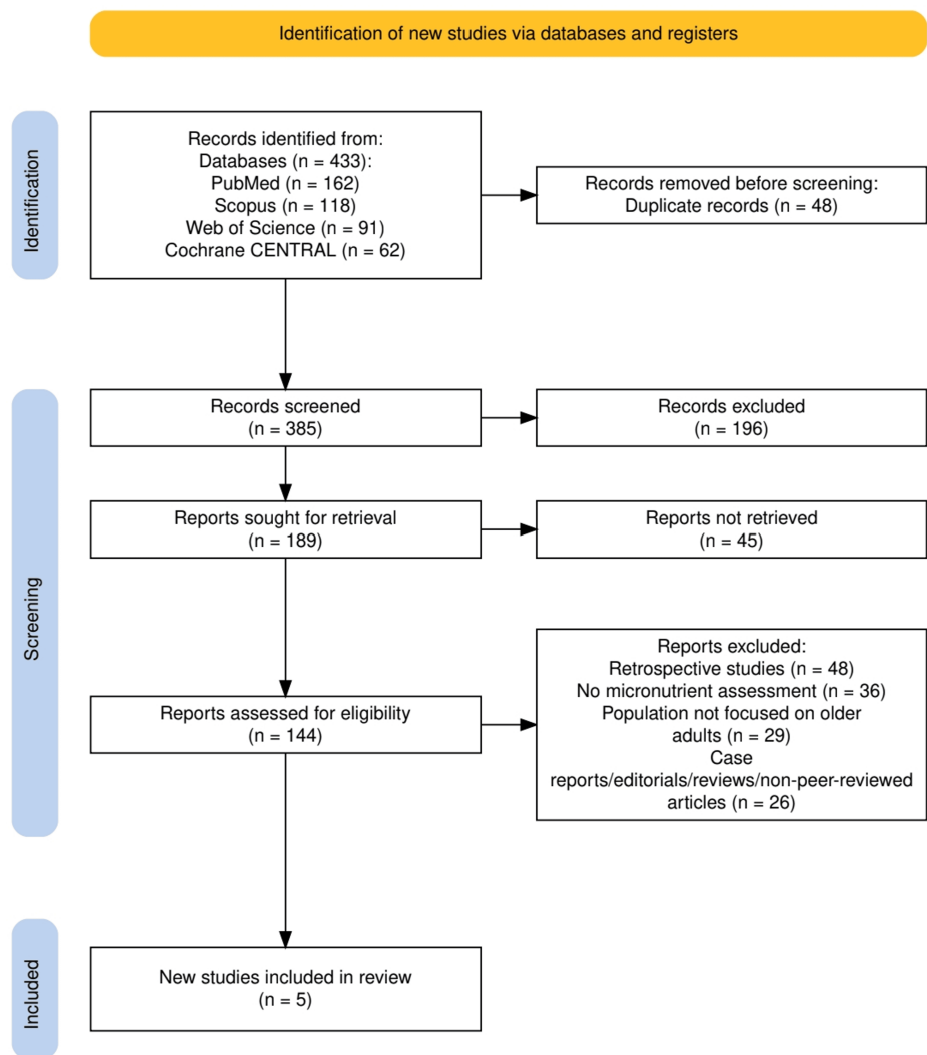 Identification of new studies via databases and registers
Identification
Records identified from:
Databases (n = 433):
PubMed (n = 162)
Scopus (n = 118)
Web of Science (n = 91)
Cochrane CENTRAL (n = 62)
Records removed before screening:
Duplicate records (n = 48)
Screening
Records screened
(n = 385)
Records excluded
(n = 196)
Reports sought for retrieval
(n = 189)
Reports not retrieved
(n = 45)
Reports assessed for eligibility
(n = 144)
Reports excluded:
Retrospective studies (n = 48)
No micronutrient assessment (n = 36)
Population not focused on older
adults (n = 29)
Case
reports/editorials/reviews/non-peer-reviewed
articles (n = 26)
Included
New studies included in review
(n = 5)